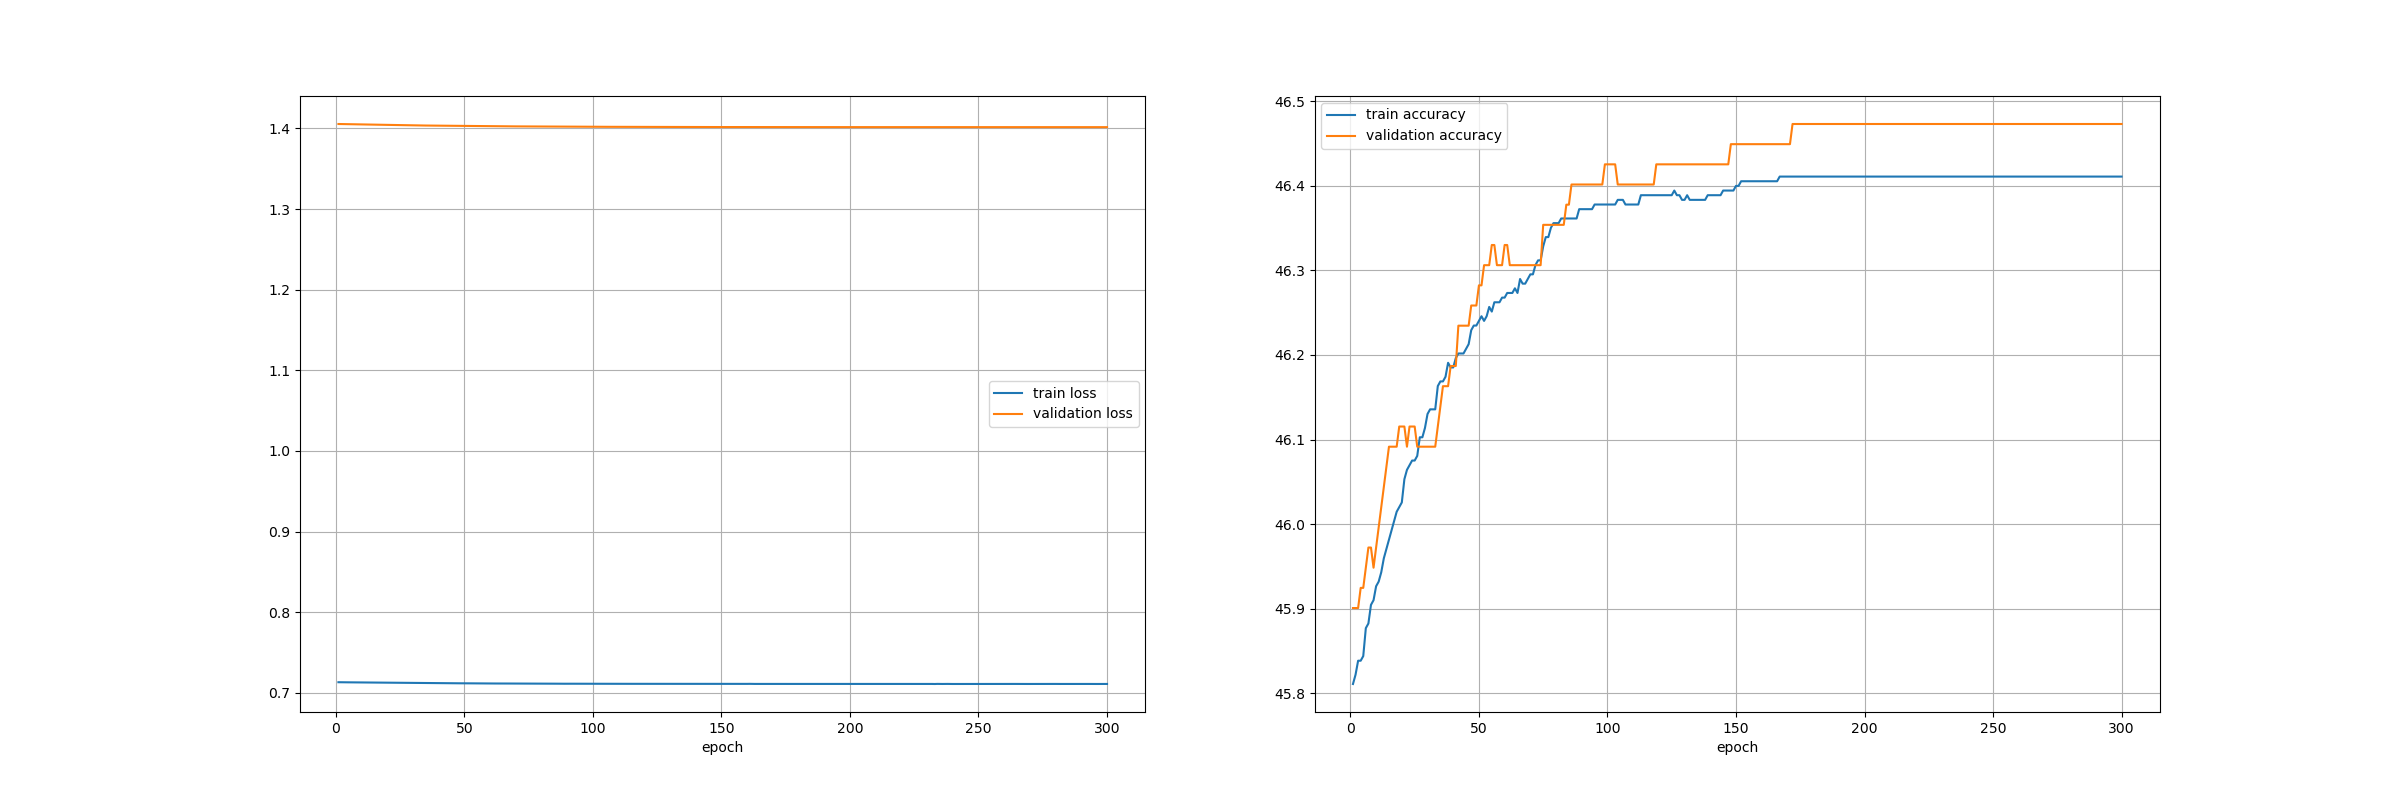 1.4
1.3
1.2
1.1
1.0
0.9
0.8
0.7
0 50 100 150 200 250 300
epoch
train loss
validation loss
46.5
46.4
46.3
46.2
46.1
46.0
45.9
45.8
0 50 100 150 200 250 300
epoch
train accuracy
validation accuracy